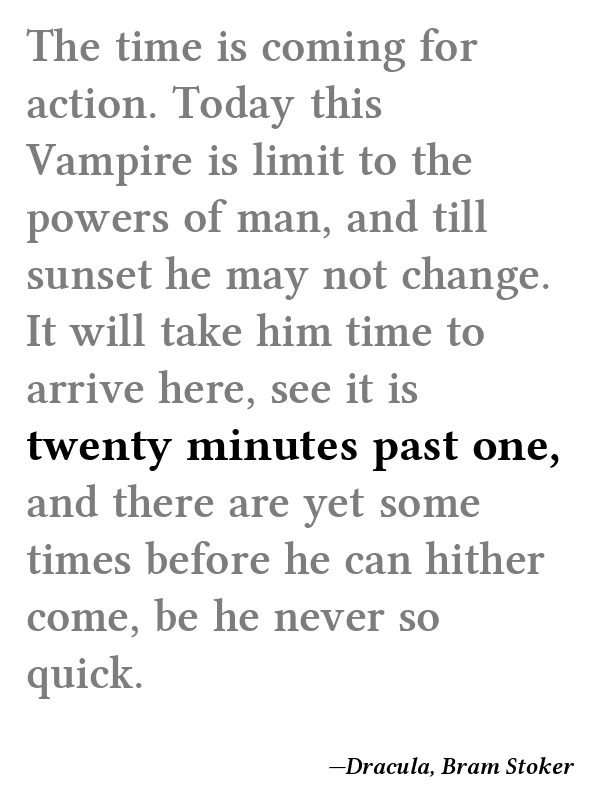 The time is coming for
action. Today this
Vampire is limit to the
powers of man, and till
sunset he may not change.
It will take him time to
arrive here, see it is
twenty minutes past one,
and there are yet some
times before he can hither
come, be he never so
quick.
—Dracula, Bram Stoker